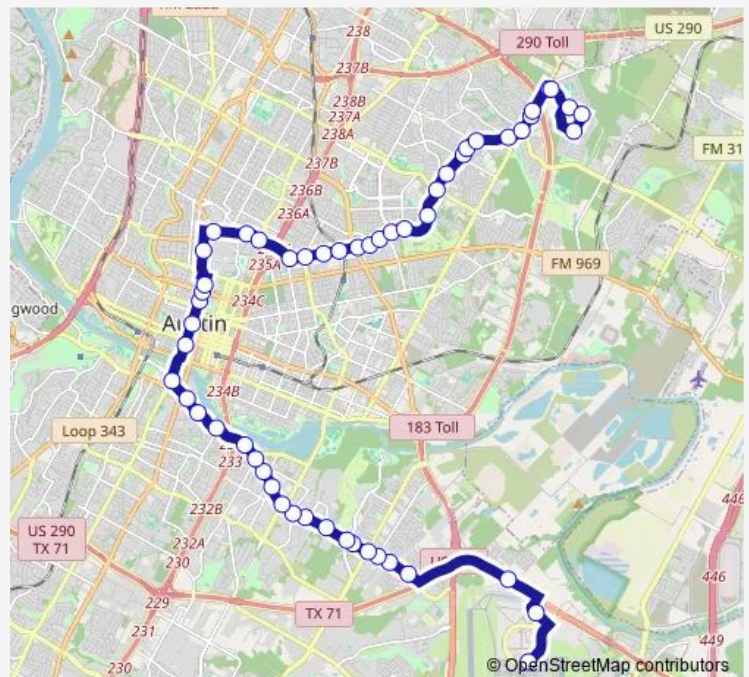 238
290 Toll
US 290
237B
238B
237A
238A
FM 31
237B
236B
236A
235A
FM 969
234C
gwood
Austin
234B
183 Toll
Loop 343
233
446
232B
US 290
TX 71
232A
230
446
229
TX 71
231
449
230
© OpenStreetMap contributors